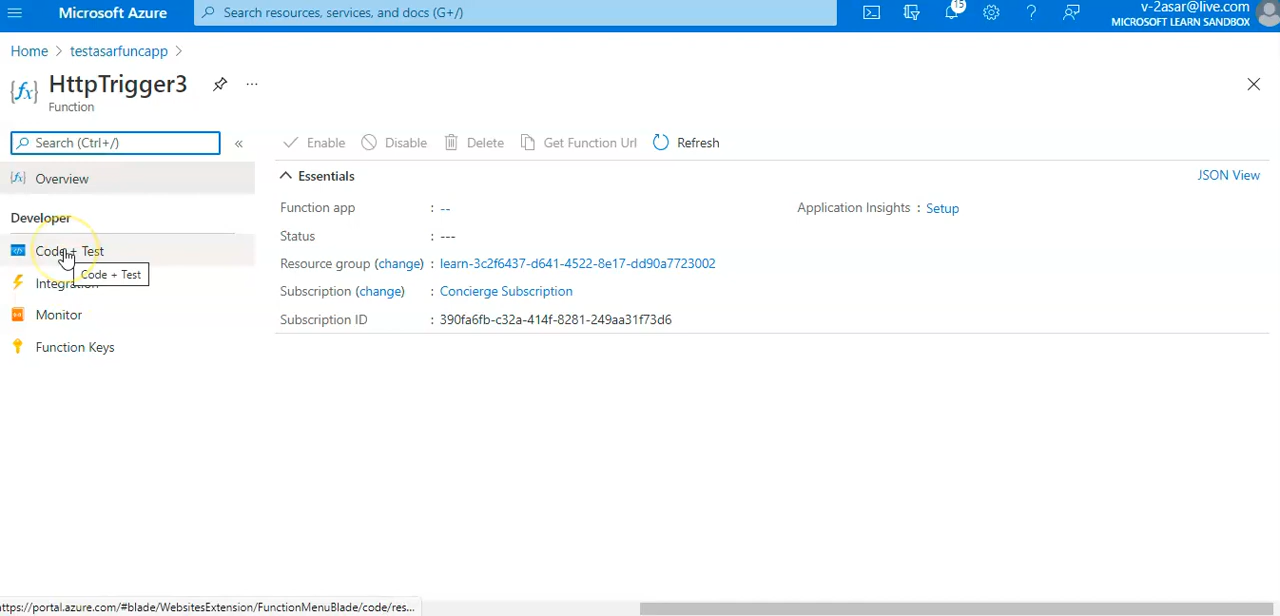 Microsoft Azure
Search resources, services, and docs (G+/)
15
v-2asar@live.com
MICROSOFT LEARN SANDBOX
Home > testasarfuncapp >
{fx}
HttpTrigger3
...
Function
Search (Ctrl+/)
«
Enable
Disable
Delete
Get Function Url
Refresh
{fx} Overview
Essentials
JSON View
Developer
Function app : --
Application Insights : Setup
Status : ---
Code + Test
Code + Test
Resource group (change) : learn-3c2f6437-d641-4522-8e17-dd90a7723002
Integration
Subscription (change) : Concierge Subscription
Monitor
Subscription ID : 390fa6fb-c32a-414f-8281-249aa31f73d6
Function Keys
https://portal.azure.com/#blade/WebsitesExtension/FunctionMenuBlade/code/res...